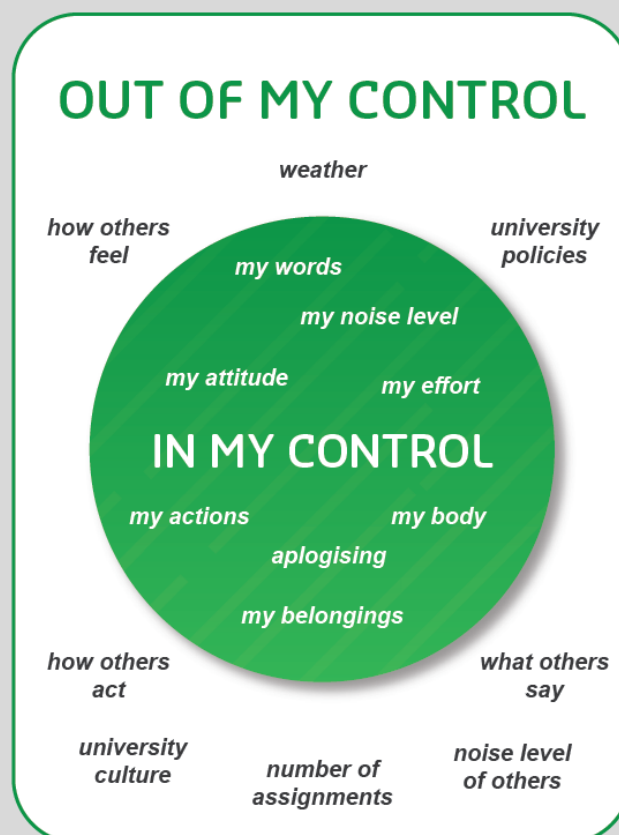 OUT OF MY CONTROL
weather
how others
feel
university
policies
my words
my noise level
my attitude
my effort
IN MY CONTROL
my actions
my body
aplogising
my belongings
how others
act
what others
say
university
culture
number of
assignments
noise level
of others